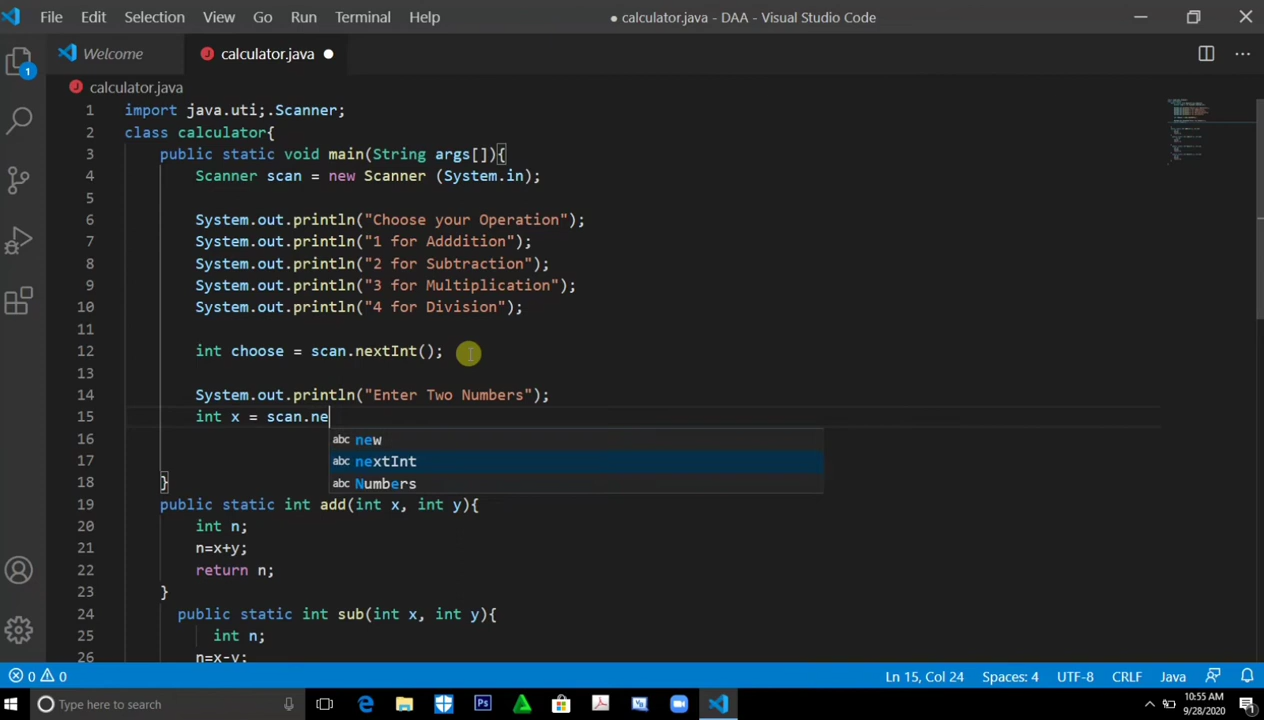 File Edit Selection View Go Run Terminal Help ● calculator.java - DAA - Visual Studio Code
Welcome calculator.java ●
calculator.java
1 import java.uti;.Scanner;
2 class calculator{
3 public static void main(String args[]){
4 Scanner scan = new Scanner (System.in);
5
6 System.out.println("Choose your Operation");
7 System.out.println("1 for Adddition");
8 System.out.println("2 for Subtraction");
9 System.out.println("3 for Multiplication");
10 System.out.println("4 for Division");
11
12 int choose = scan.nextInt();
13
14 System.out.println("Enter Two Numbers");
15 int x = scan.ne
16 abc new
17 abc nextInt
18 } abc Numbers
19 public static int add(int x, int y){
20 int n;
21 n=x+y;
22 return n;
23 }
24 public static int sub(int x, int y){
25 int n;
26 n=x-y;
0 0 Ln 15, Col 24 Spaces: 4 UTF-8 CRLF Java
Type here to search 10:55 AM
9/28/2020